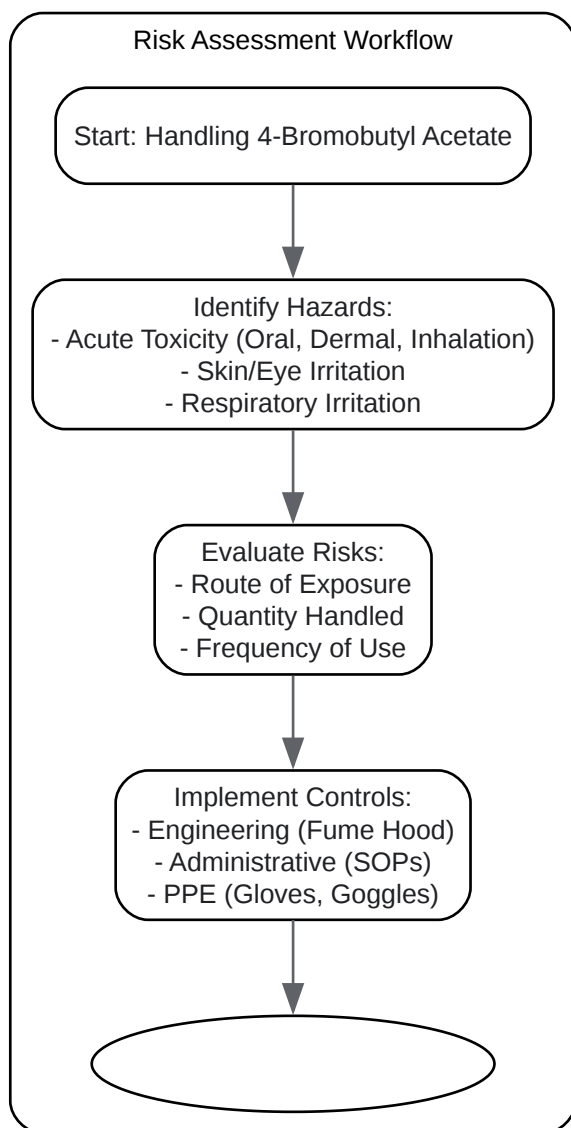 Risk Assessment Workflow
Start: Handling 4-Bromobutyl Acetate
Identify Hazards:
- Acute Toxicity (Oral, Dermal, Inhalation)
- Skin/Eye Irritation
- Respiratory Irritation
Evaluate Risks:
- Route of Exposure
- Quantity Handled
- Frequency of Use
Implement Controls:
- Engineering (Fume Hood)
- Administrative (SOPs)
- PPE (Gloves, Goggles)